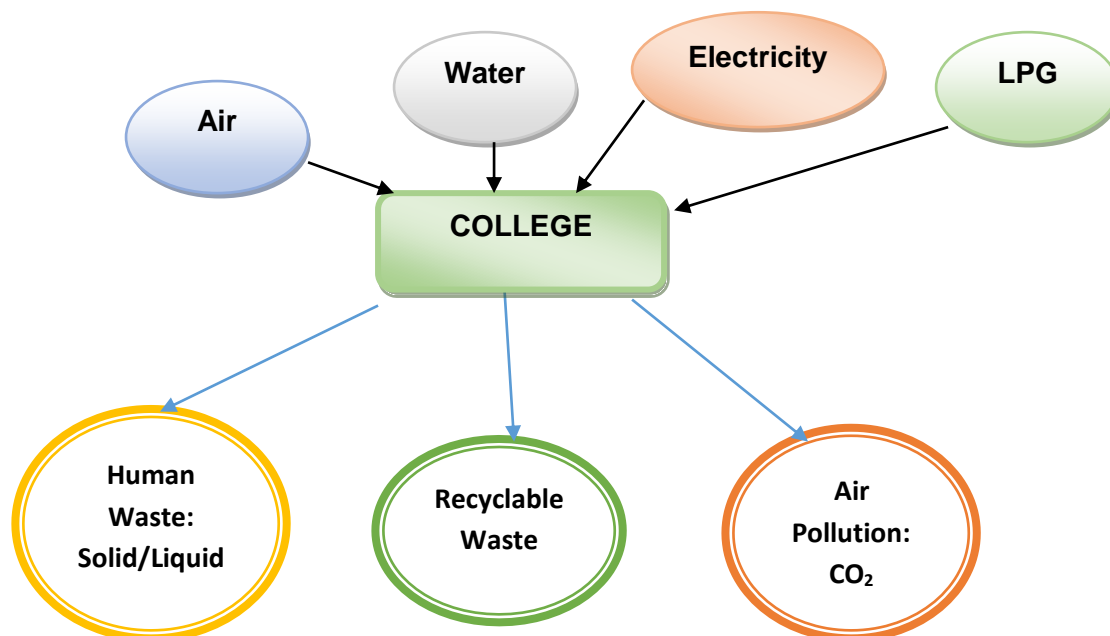 Air
Water
Electricity
LPG
COLLEGE
Human
Waste:
Solid/Liquid
Recyclable
Waste
Air
Pollution:
CO₂